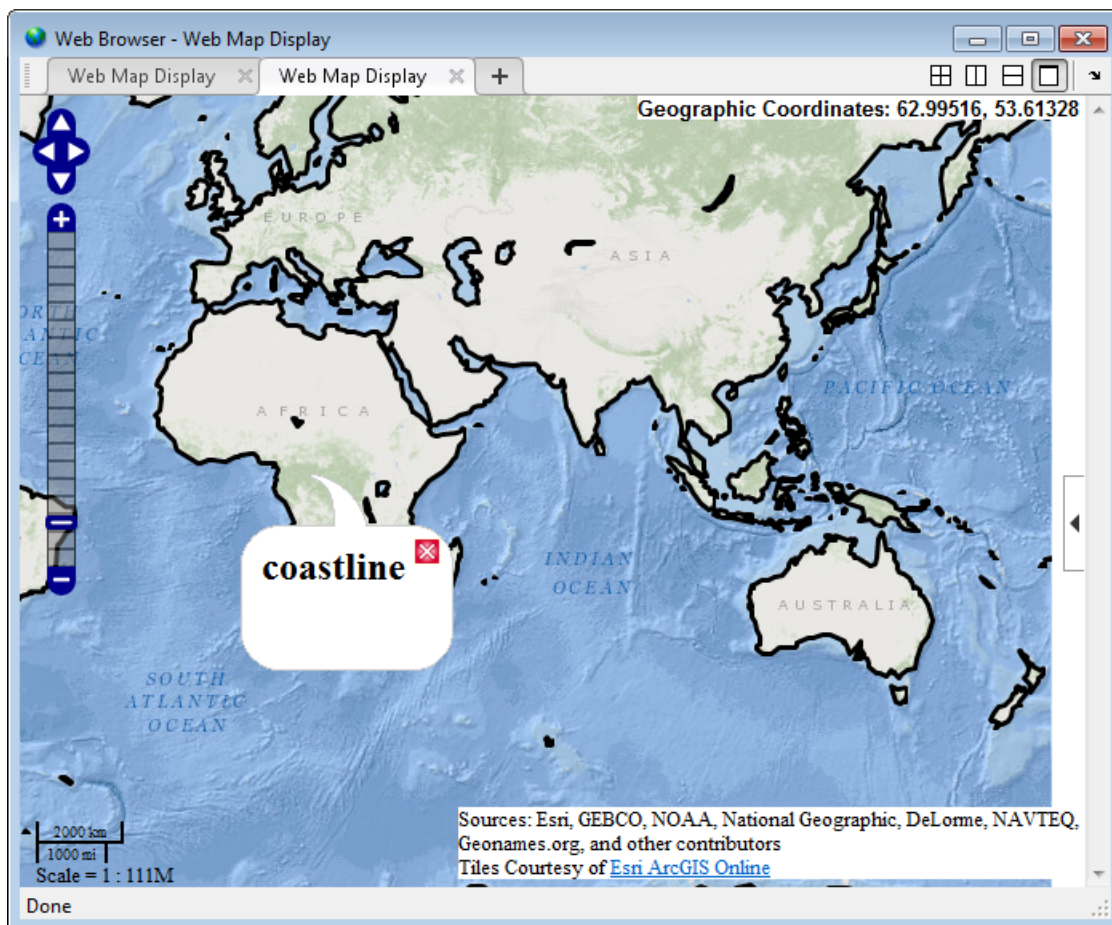 Web Browser - Web Map Display
Web Map Display
Web Map Display
Geographic Coordinates: 62.99516, 53.61328
EUROPE
ASIA
ATLANTIC
PACIFIC OCEAN
AFRICA
coastline
INDIAN
OCEAN
AUSTRALIA
SOUTH
ATLANTIC
OCEAN
2000 km
1000 mi
Scale = 1 : 111M
Sources: Esri, GEBCO, NOAA, National Geographic, DeLorme, NAVTEQ,
Geonames.org, and other contributors
Tiles Courtesy of Esri ArcGIS Online
Done